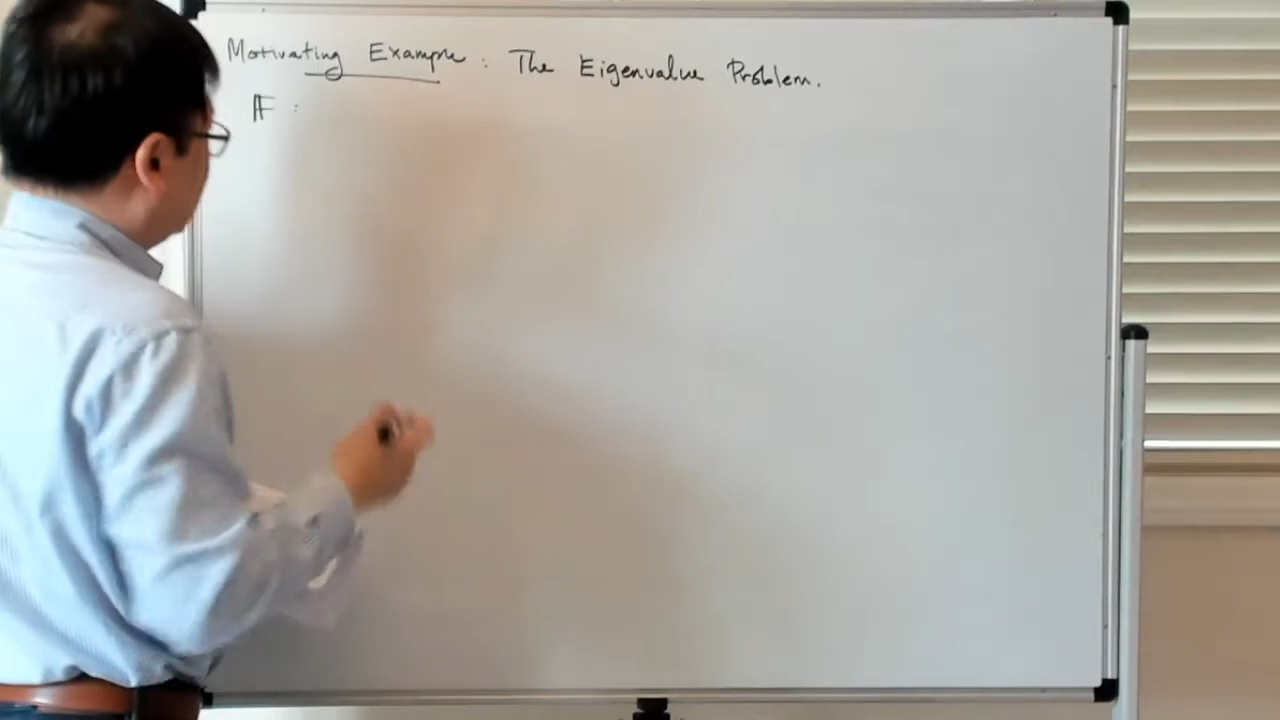 Motivating Example : The Eigenvalue Problem.
𝔽 :